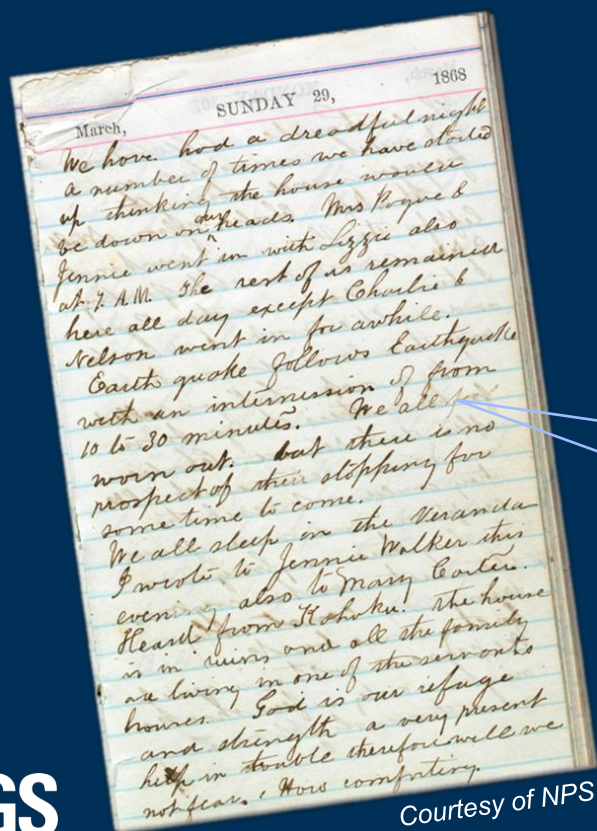 March, SUNDAY 29, 1868
We have had a dreadful night
a number of times we have started
up thinking the house would
be down on our heads. Mrs Pogue &
Jennie went in with Lizzie also
at 7 A.M. The rest of us remained
here all day except Charlie &
Nelson went in for awhile.
Earth quake follows Earthquake
with an intermission of from
10 to 30 minutes. We all
worn out. but there is no
prospect of their stopping for
some time to come.
We all sleep in the Veranda
I wrote to Jennie Walker this
evening also to Mary Carter.
Heard from Kahuku. the house
is in ruins and all the family
are living in one of the servants
houses. God is our refuge
and strength a very present
help in trouble therefore will we
not fear. How comforting.
GS
Courtesy of NPS